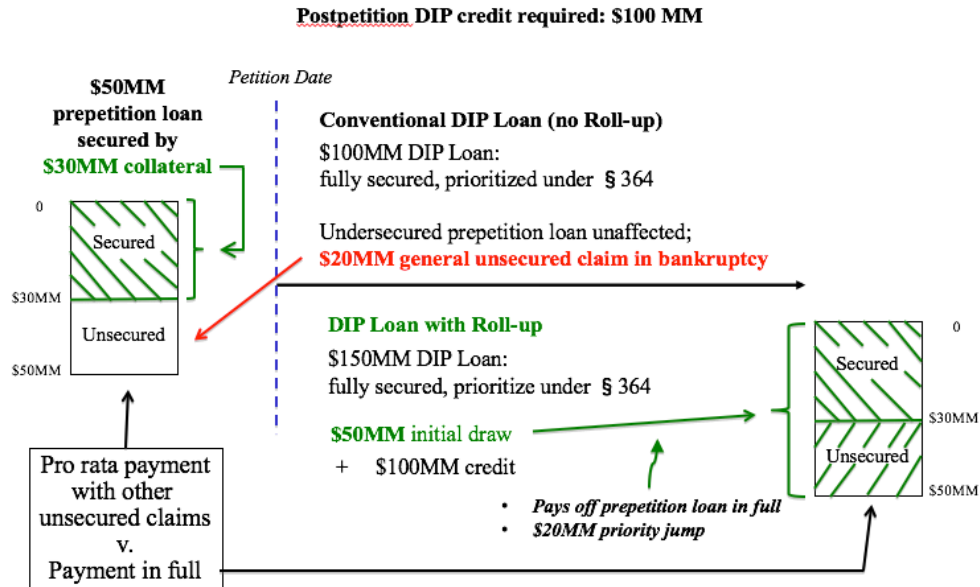 Postpetition DIP credit required: $100 MM
Petition Date
$50MM
prepetition loan
secured by
$30MM collateral
0
Secured
$30MM
Unsecured
$50MM
Pro rata payment
with other
unsecured claims
v.
Payment in full
Conventional DIP Loan (no Roll-up)
$100MM DIP Loan:
fully secured, prioritized under § 364
Undersecured prepetition loan unaffected;
$20MM general unsecured claim in bankruptcy
DIP Loan with Roll-up
$150MM DIP Loan:
fully secured, prioritize under § 364
$50MM initial draw
+ $100MM credit
• Pays off prepetition loan in full
• $20MM priority jump
0
Secured
$30MM
Unsecured
$50MM